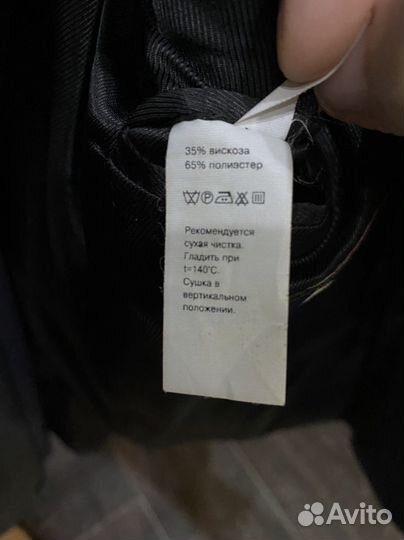 35% вискоза
65% полиэстер
Рекомендуется
сухая чистка.
Гладить при
t=140°C.
Сушка в
вертикальном
положении.
Avito